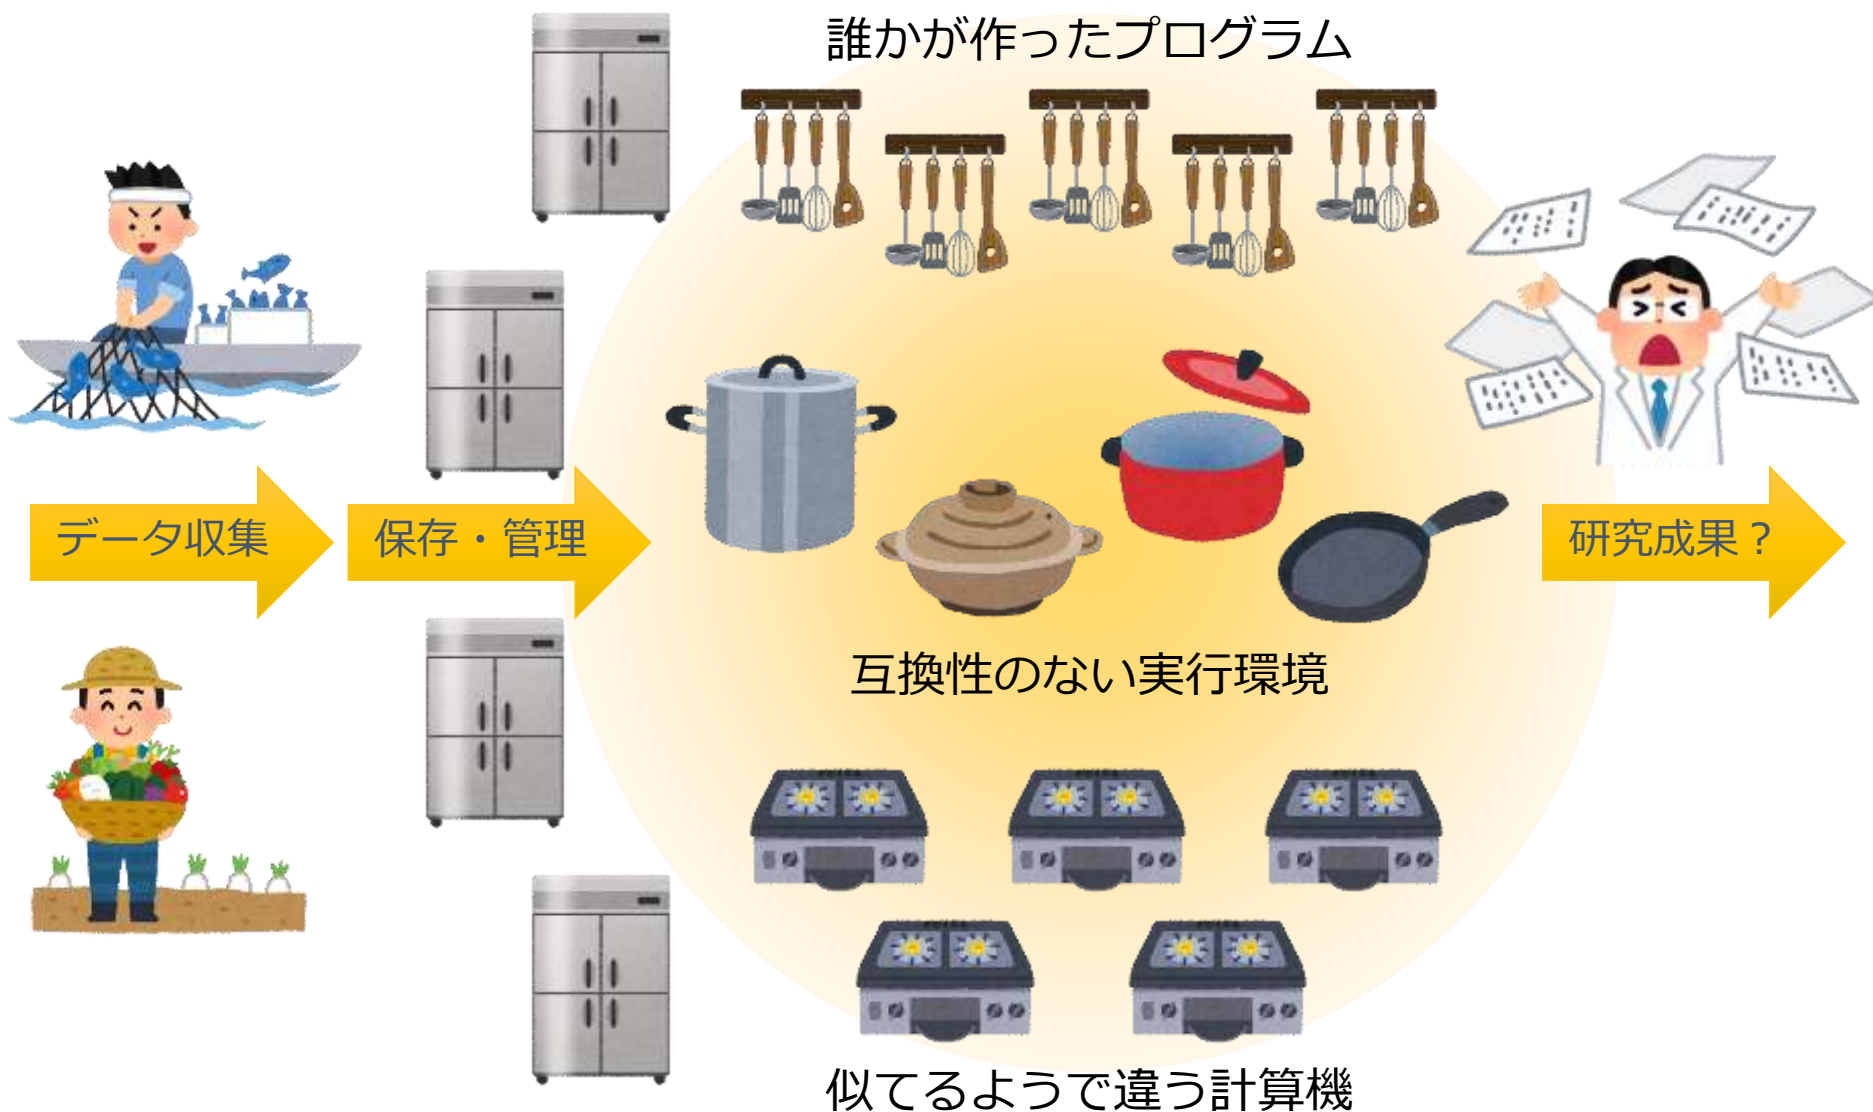 誰かが作ったプログラム
データ収集
保存・管理
研究成果？
互換性のない実行環境
似てるようで違う計算機